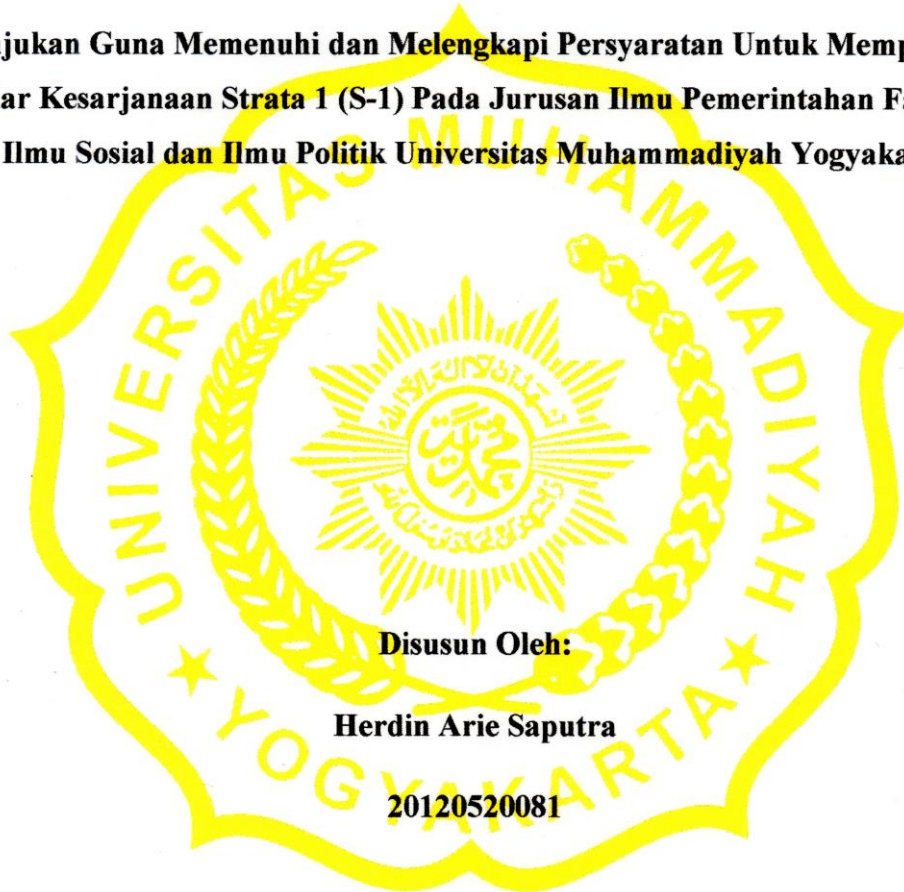 jukan Guna Memenuhi dan Melengkapi Persyaratan Untuk Memp
ar Kesarjanaan Strata 1 (S-1) Pada Jurusan Ilmu Pemerintahan Fa
Ilmu Sosial dan Ilmu Politik Universitas Muhammadiyah Yogyaka
UNIVERSITAS MUHAMMADIYAH
★ YOGYAKARTA ★
Disusun Oleh:
Herdin Arie Saputra
20120520081